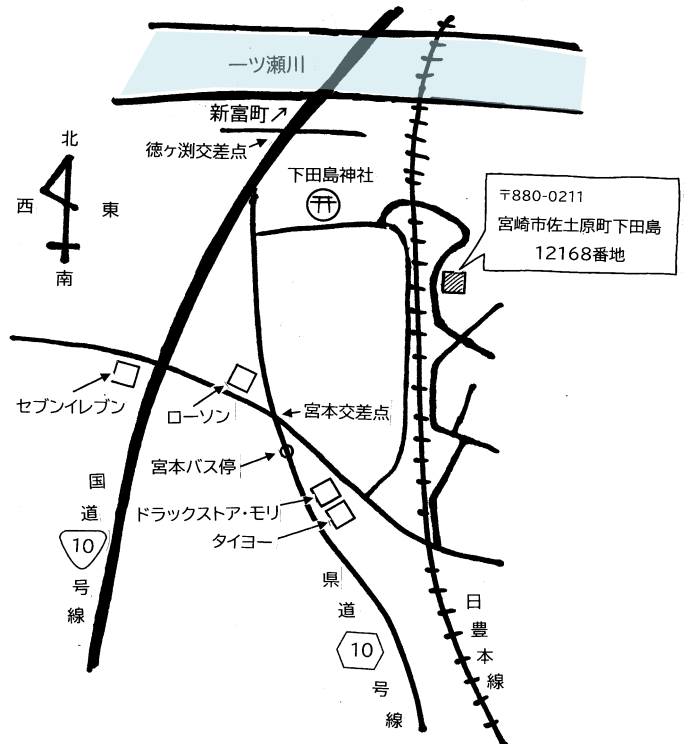 一ツ瀬川
新富町↗
徳ヶ渕交差点
北
西
東
南
下田島神社
〒880-0211
宮崎市佐土原町下田島
12168番地
セブンイレブン
ローソン
宮本交差点
宮本バス停
ドラックストア・モリ
タイヨー
国道10号線
県道10号線
日豊本線